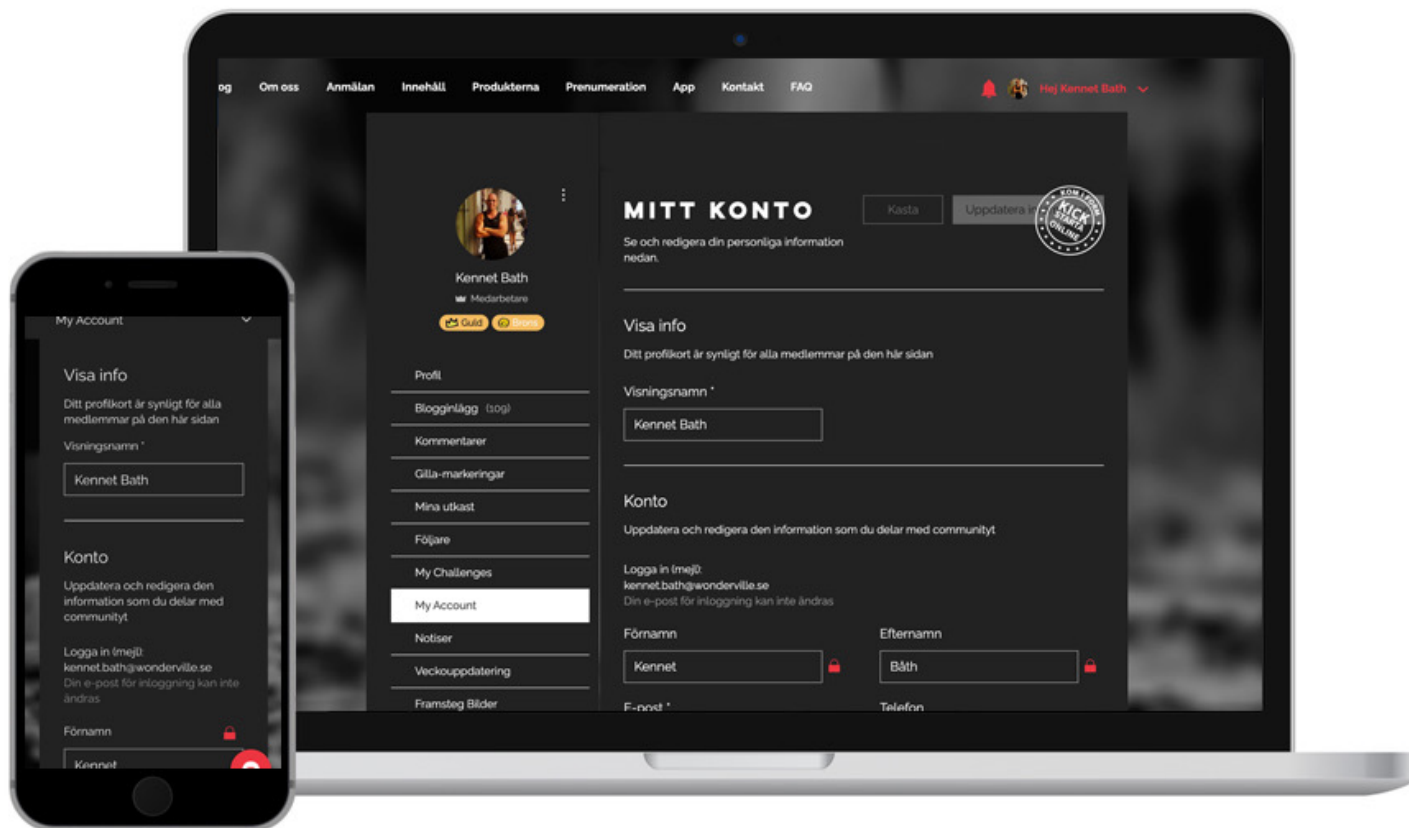 og Om oss Anmälan Innehåll Produkterna Prenumeration App Kontakt FAQ Hej Kennet Bath
Kennet Bath
Medarbetare
Guld Brons
Profil
Blogginlägg (109)
Kommentarer
Gilla-markeringar
Mina utkast
Följare
My Challenges
My Account
Notiser
Veckouppdatering
Framsteg Bilder
MITT KONTO
Kasta
Uppdatera in
KOM I FORM
KICK
STARTA
ONLINE
Se och redigera din personliga information
nedan.
Visa info
Ditt profilkort är synligt för alla medlemmar på den här sidan
Visningsnamn *
Kennet Bath
Konto
Uppdatera och redigera den information som du delar med communityt
Logga in (mejl):
kennet.bath@wonderville.se
Din e-post för inloggning kan inte ändras
Förnamn Efternamn
Kennet Båth
E-post * Telefon
My Account
Visa info
Ditt profilkort är synligt för alla
medlemmar på den här sidan
Visningsnamn *
Kennet Bath
Konto
Uppdatera och redigera den
information som du delar med
communityt
Logga in (mejl):
kennet.bath@wonderville.se
Din e-post för inloggning kan inte
ändras
Förnamn
Kennet